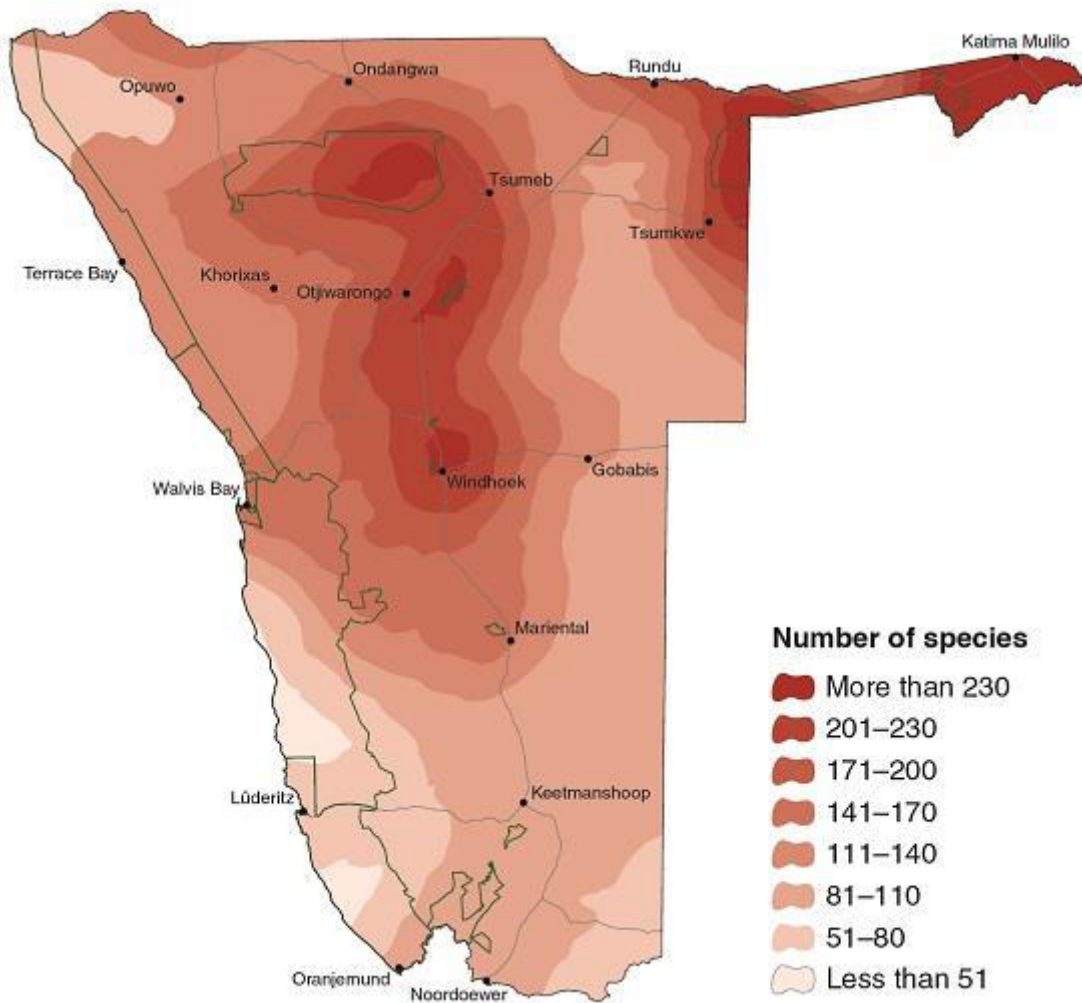 Katima Mulilo
Ondangwa
Rundu
Opuwo
Tsumeb
Tsumkwe
Terrace Bay
Khorixas
Otjiwarongo
Gobabis
Windhoek
Walvis Bay
Mariental
Number of species
More than 230
201–230
171–200
141–170
111–140
81–110
51–80
Less than 51
Keetmanshoop
Lûderitz
Oranjemund
Noordoewer